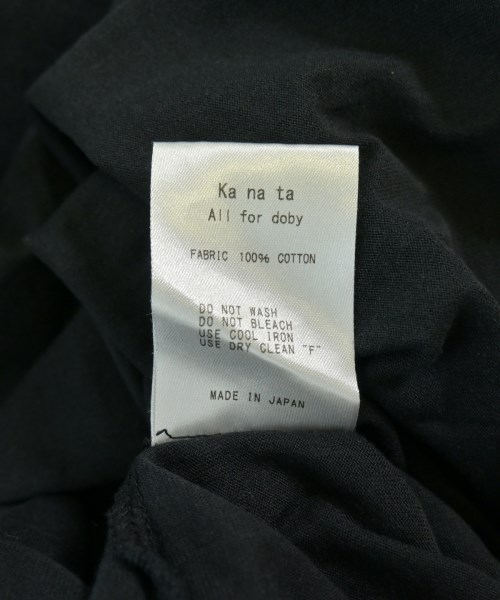 Ka na ta
All for doby
FABRIC 100% COTTON
DO NOT WASH
DO NOT BLEACH
USE COOL IRON
USE DRY CLEAN "F"
MADE IN JAPAN